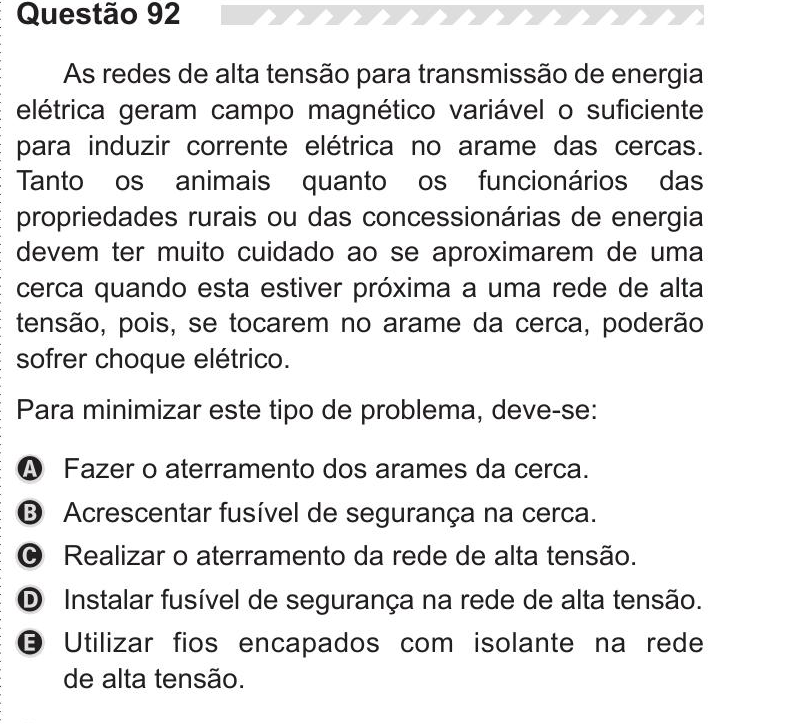 Questão 92
As redes de alta tensão para transmissão de energia
elétrica geram campo magnético variável o suficiente
para induzir corrente elétrica no arame das cercas.
Tanto os animais quanto os funcionários das
propriedades rurais ou das concessionárias de energia
devem ter muito cuidado ao se aproximarem de uma
cerca quando esta estiver próxima a uma rede de alta
tensão, pois, se tocarem no arame da cerca, poderão
sofrer choque elétrico.
Para minimizar este tipo de problema, deve-se:
A Fazer o aterramento dos arames da cerca.
B Acrescentar fusível de segurança na cerca.
C Realizar o aterramento da rede de alta tensão.
D Instalar fusível de segurança na rede de alta tensão.
E Utilizar fios encapados com isolante na rede
de alta tensão.